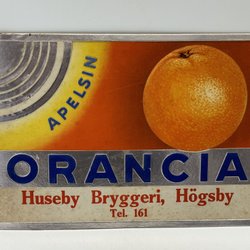 APELSIN
ORANCIA
Huseby Bryggeri, Högsby
Tel. 161